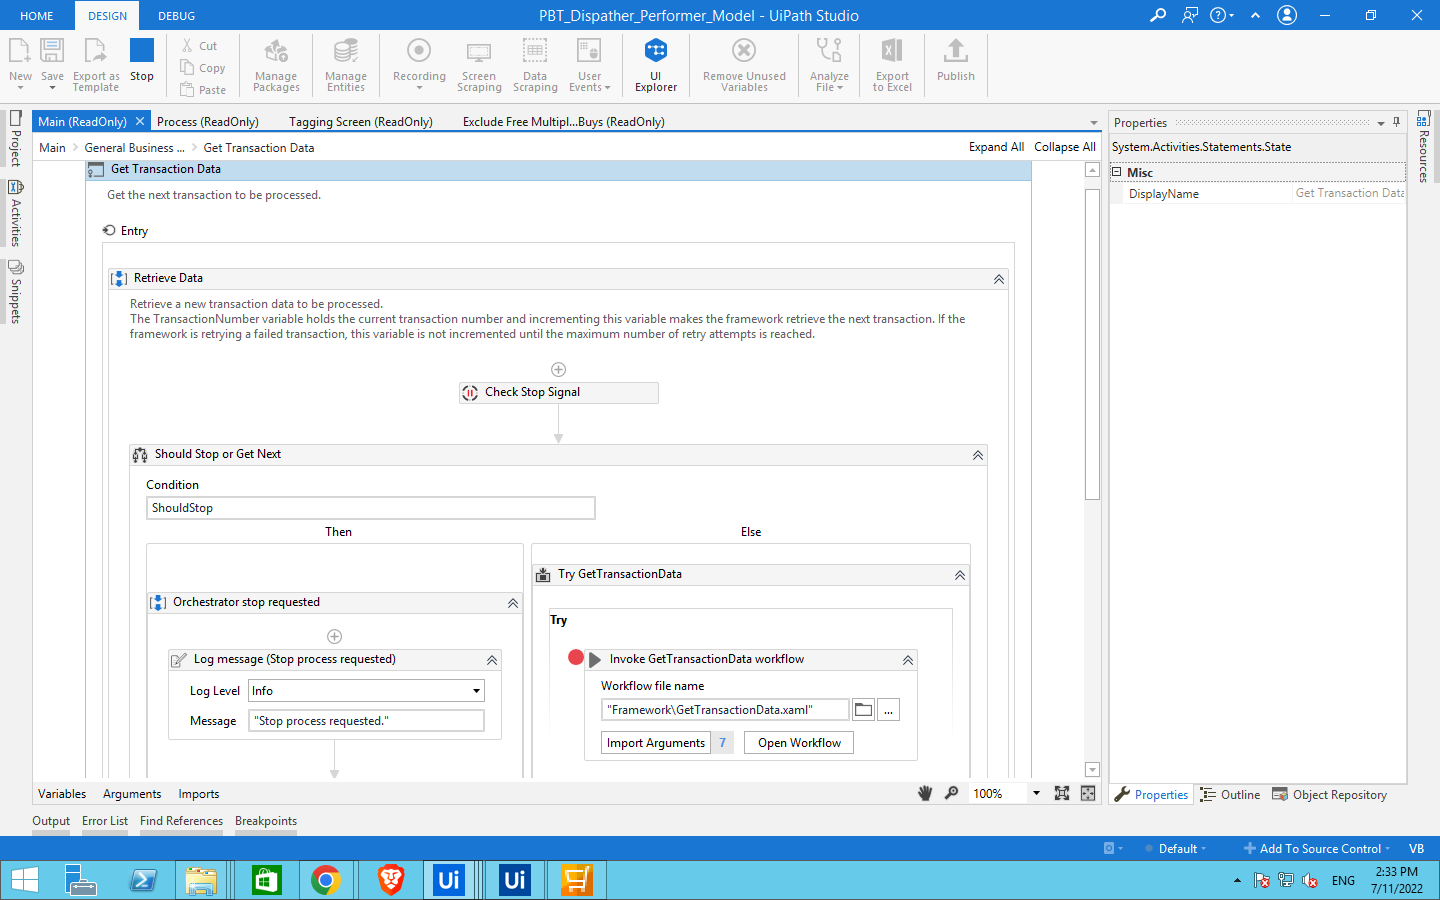 HOME DESIGN DEBUG PBT_Dispather_Performer_Model - UiPath Studio
New Save Export as Template Stop Cut Copy Paste Manage Packages Manage Entities Recording Screen Scraping Data Scraping User Events UI Explorer Remove Unused Variables Analyze File Export to Excel Publish
Main (ReadOnly) Process (ReadOnly) Tagging Screen (ReadOnly) Exclude Free Multipl...Buys (ReadOnly)
Main > General Business ... > Get Transaction Data Expand All Collapse All
Project
Activities
Snippets
Get Transaction Data
Get the next transaction to be processed.
Entry
Retrieve Data
Retrieve a new transaction data to be processed.
The TransactionNumber variable holds the current transaction number and incrementing this variable makes the framework retrieve the next transaction. If the
framework is retrying a failed transaction, this variable is not incremented until the maximum number of retry attempts is reached.
Check Stop Signal
Should Stop or Get Next
Condition
ShouldStop
Then Else
Try GetTransactionData
Orchestrator stop requested
Try
Log message (Stop process requested)
Invoke GetTransactionData workflow
Log Level Info
Workflow file name
Message "Stop process requested."
"Framework\GetTransactionData.xaml" ...
Import Arguments 7 Open Workflow
Properties
System.Activities.Statements.State
Misc
DisplayName Get Transaction Data
Resources
Variables Arguments Imports 100% Properties Outline Object Repository
Output Error List Find References Breakpoints
Default Add To Source Control VB
Ui Ui ENG 2:33 PM
7/11/2022